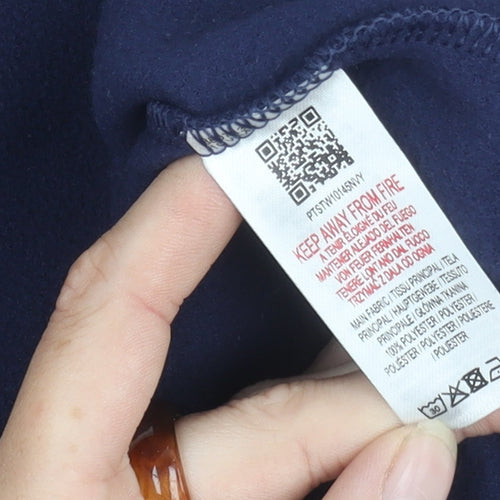 PTSTW10145NVY
KEEP AWAY FROM FIRE
A TENIR ÉLOIGNÉ DU FEU
MANTENER ALEJADO DEL FUEGO
VON FEUER FERNHALTEN
TENERE LONTANO DAL FUOCO
TRZYMAĆ Z DALA OD OGNIA
MAIN FABRIC / TISSU PRINCIPAL / TELA
PRINCIPAL / HAUPTGEWEBE / TESSUTO
PRINCIPALE / GŁÓWNA TKANINA
100% POLYESTER / POLYESTER /
POLIÉSTER / POLYESTER / POLIESTERE
/ POLIESTER
30